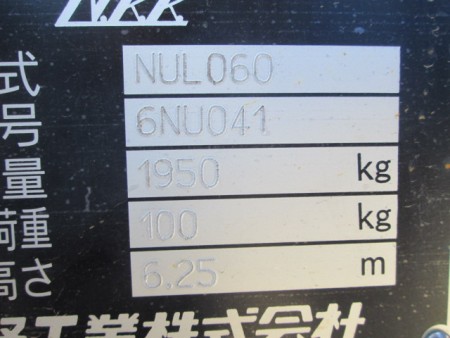 N.K.K
式 NUL060
号 6NU041
量 1950 kg
荷重 100 kg
高さ 6.25 m
工業株式会社